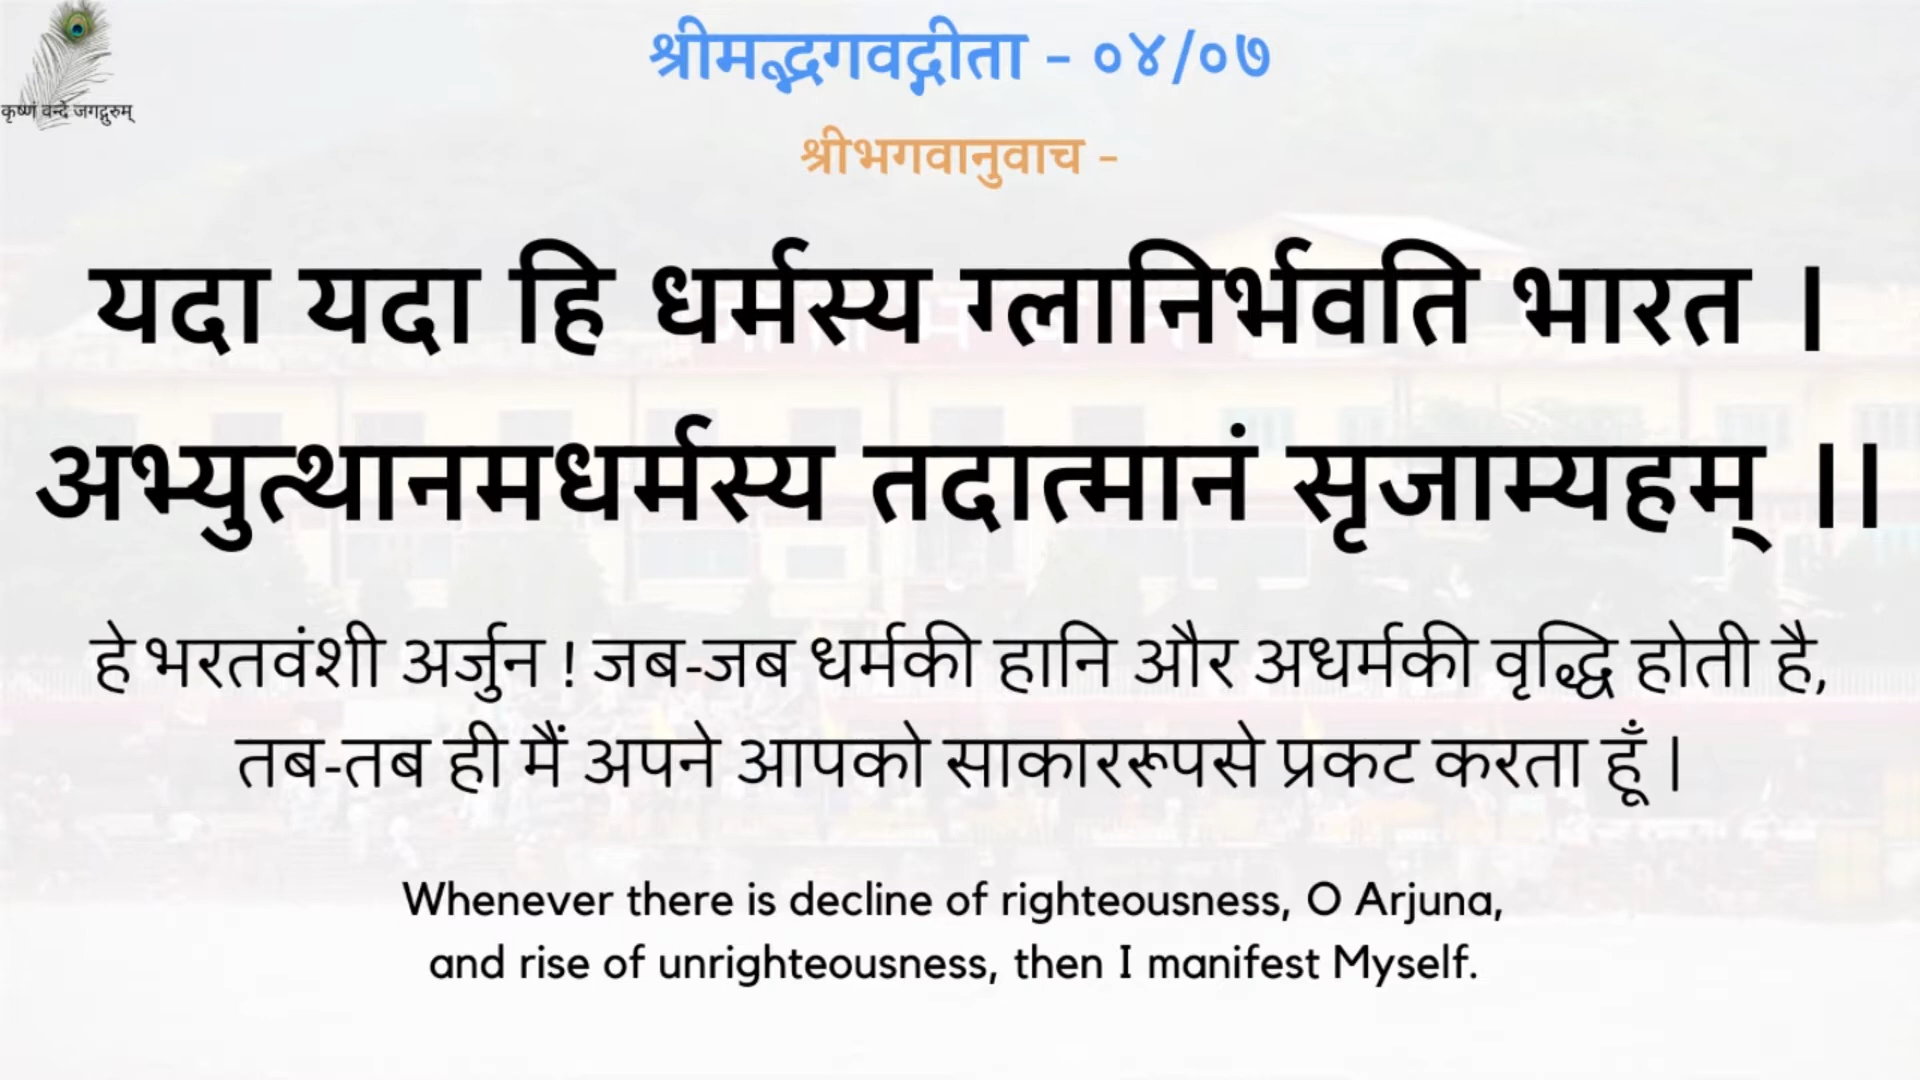 श्रीमद्भगवद्गीता - ०४/०७
कृष्णं वन्दे जगद्गुरुम्
श्रीभगवानुवाच -
यदा यदा हि धर्मस्य ग्लानिर्भवति भारत ।
अभ्युत्थानमधर्मस्य तदात्मानं सृजाम्यहम् ।।
हे भरतवंशी अर्जुन ! जब-जब धर्मकी हानि और अधर्मकी वृद्धि होती है,
तब-तब ही मैं अपने आपको साकाररूपसे प्रकट करता हूँ |
Whenever there is decline of righteousness, O Arjuna,
and rise of unrighteousness, then I manifest Myself.